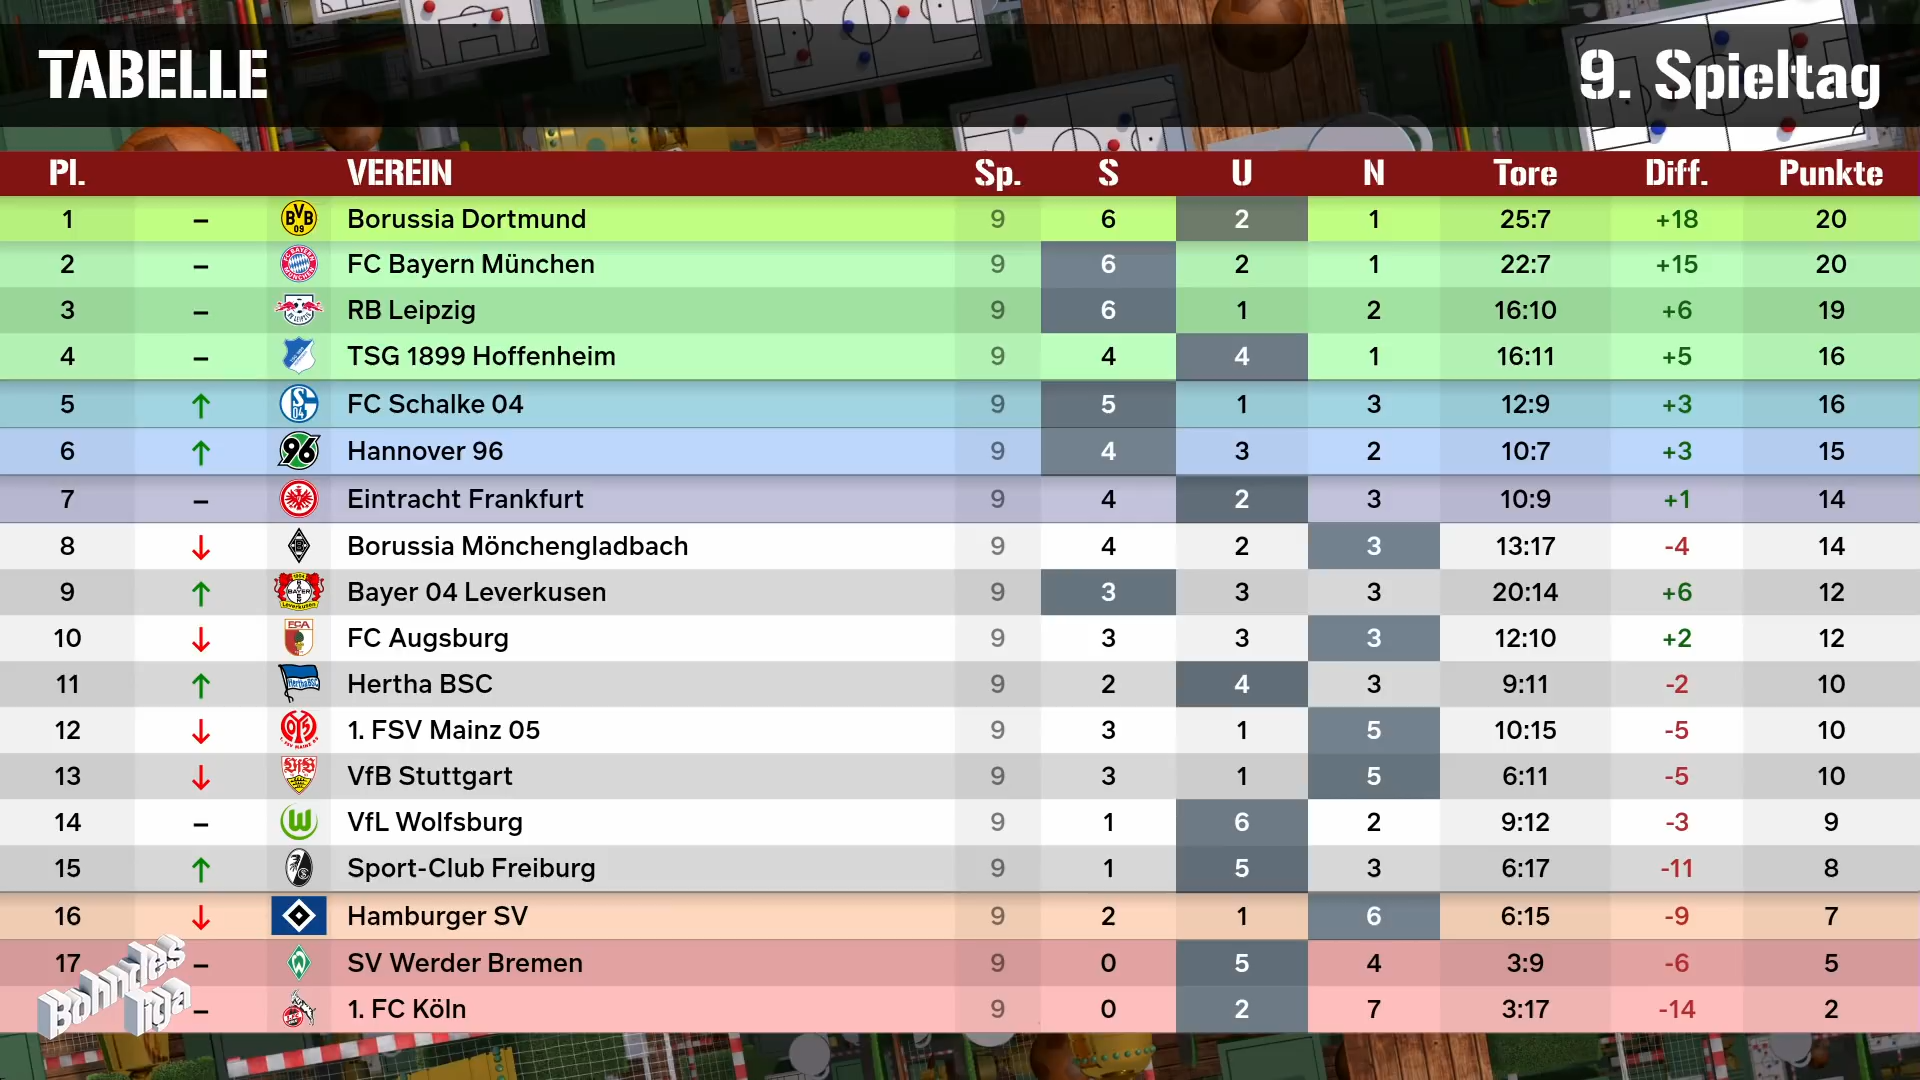 TABELLE
9. Spieltag
Pl. VEREIN Sp. S U N Tore Diff. Punkte
1 – Borussia Dortmund 9 6 2 1 25:7 +18 20
2 – FC Bayern München 9 6 2 1 22:7 +15 20
3 – RB Leipzig 9 6 1 2 16:10 +6 19
4 – TSG 1899 Hoffenheim 9 4 4 1 16:11 +5 16
5 ↑ FC Schalke 04 9 5 1 3 12:9 +3 16
6 ↑ Hannover 96 9 4 3 2 10:7 +3 15
7 – Eintracht Frankfurt 9 4 2 3 10:9 +1 14
8 ↓ Borussia Mönchengladbach 9 4 2 3 13:17 -4 14
9 ↑ Bayer 04 Leverkusen 9 3 3 3 20:14 +6 12
10 ↓ FC Augsburg 9 3 3 3 12:10 +2 12
11 ↑ Hertha BSC 9 2 4 3 9:11 -2 10
12 ↓ 1. FSV Mainz 05 9 3 1 5 10:15 -5 10
13 ↓ VfB Stuttgart 9 3 1 5 6:11 -5 10
14 – VfL Wolfsburg 9 1 6 2 9:12 -3 9
15 ↑ Sport-Club Freiburg 9 1 5 3 6:17 -11 8
16 ↓ Hamburger SV 9 2 1 6 6:15 -9 7
17 – SV Werder Bremen 9 0 5 4 3:9 -6 5
– 1. FC Köln 9 0 2 7 3:17 -14 2
Bohndes
liga